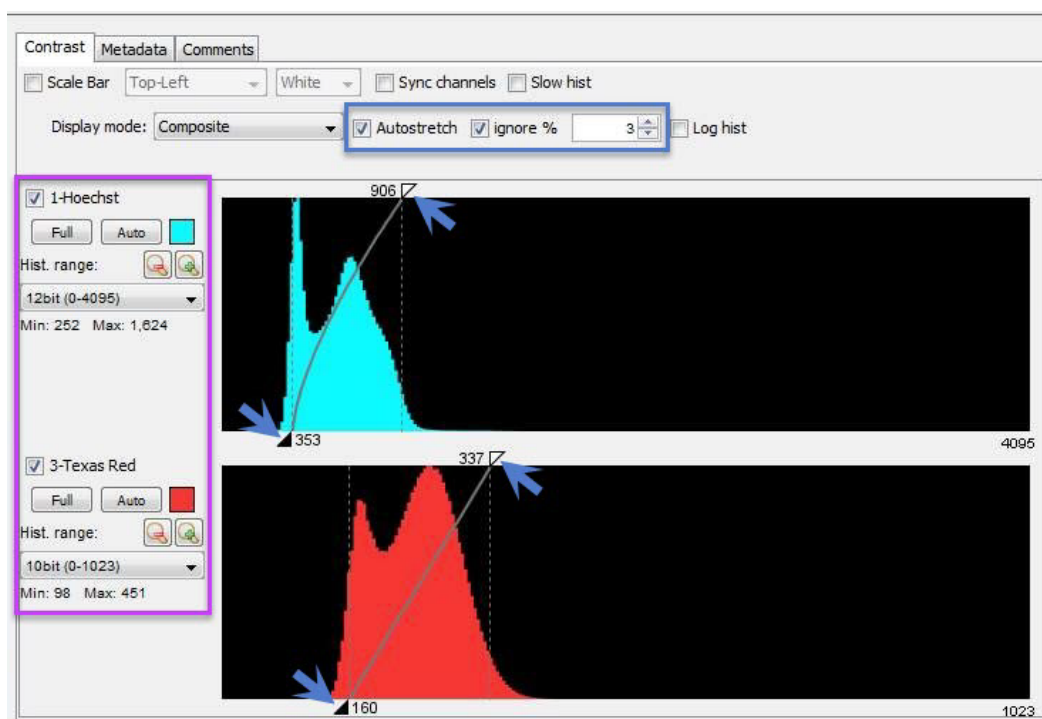 Contrast Metadata Comments
Scale Bar Top-Left White Sync channels Slow hist
Display mode: Composite Autostretch ignore % 3 Log hist
1-Hoechst
Full Auto
Hist. range:
12bit (0-4095)
Min: 252 Max: 1,624
906
353
4095
3-Texas Red
Full Auto
Hist. range:
10bit (0-1023)
Min: 98 Max: 451
337
160
1023